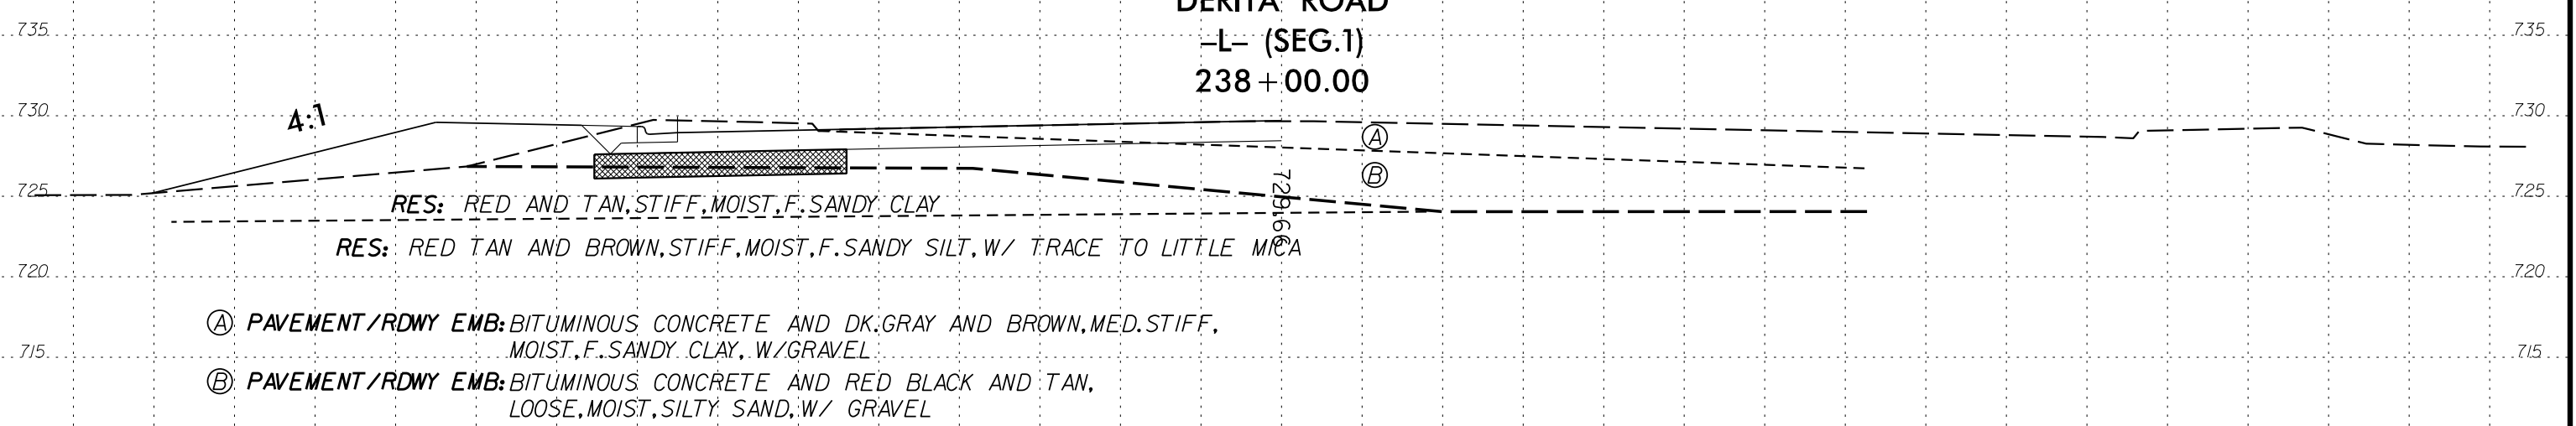 DERITA ROAD
735 735
–L– (SEG.1)
238+00.00
730 4:1 730
A
B
725 725
729.66
RES: RED AND TAN,STIFF,MOIST,F.SANDY CLAY
RES: RED TAN AND BROWN,STIFF,MOIST,F.SANDY SILT,W/ TRACE TO LITTLE MICA
720 720
A PAVEMENT/RDWY EMB: BITUMINOUS CONCRETE AND DK.GRAY AND BROWN,MED.STIFF,
MOIST,F.SANDY CLAY, W/GRAVEL
715 715
B PAVEMENT/RDWY EMB: BITUMINOUS CONCRETE AND RED BLACK AND TAN,
LOOSE,MOIST,SILTY SAND,W/ GRAVEL